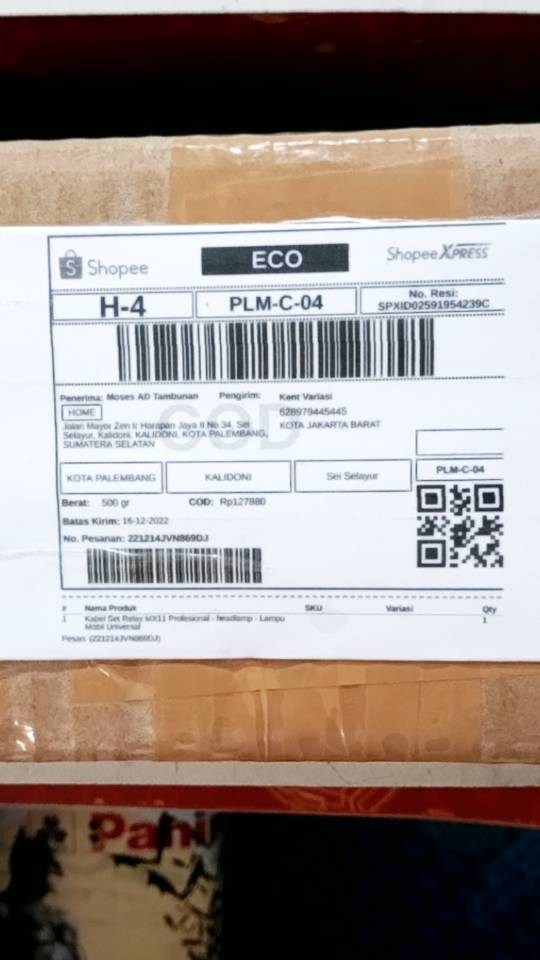 Shopee
ECO
Shopee XPRESS
H-4
PLM-C-04
No. Resi:
SPXID02591954239C
Penerima: Moses AD Tambunan
Pengirim: Kent Variasi
HOME
628979445445
Jalan Mayor Zen lr Harapan Jaya II No 34, Sei
KOTA JAKARTA BARAT
Selayur, Kalidoni, KALIDONI, KOTA PALEMBANG,
SUMATERA SELATAN
COD
KOTA PALEMBANG
KALIDONI
Sei Selayur
PLM-C-04
Berat: 500 gr
COD: Rp127880
Batas Kirim: 16-12-2022
No. Pesanan: 221214JVN869DJ
# Nama Produk SKU Variasi Qty
1 Kabel Set Relay MX11 Profesional - headlamp - Lampu 1
Mobil Universal
Pesan: (221214JVN869DJ)
Pani